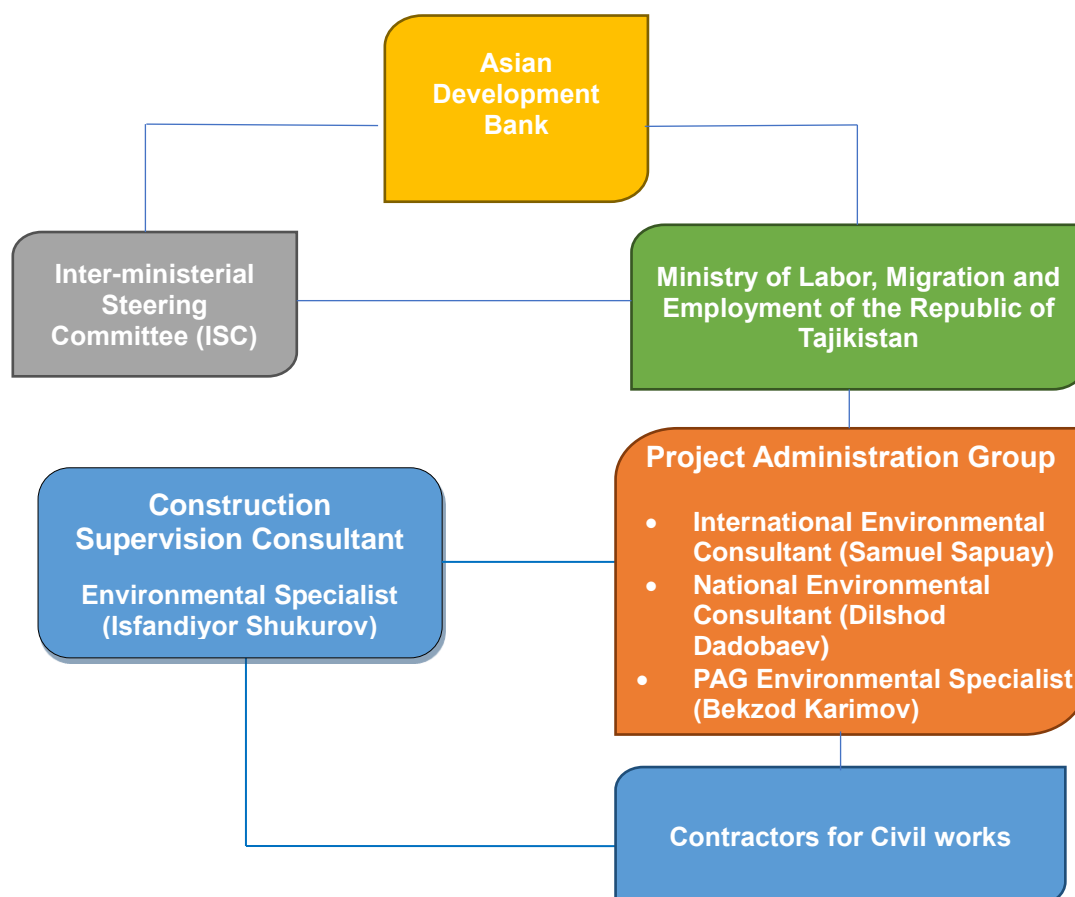 Asian
Development
Bank
Inter-ministerial
Steering
Committee (ISC)
Ministry of Labor, Migration and
Employment of the Republic of
Tajikistan
Construction
Supervision Consultant
Environmental Specialist
(Isfandiyor Shukurov)
Project Administration Group
• International Environmental
Consultant (Samuel Sapuay)
• National Environmental
Consultant (Dilshod
Dadobaev)
• PAG Environmental Specialist
(Bekzod Karimov)
Contractors for Civil works